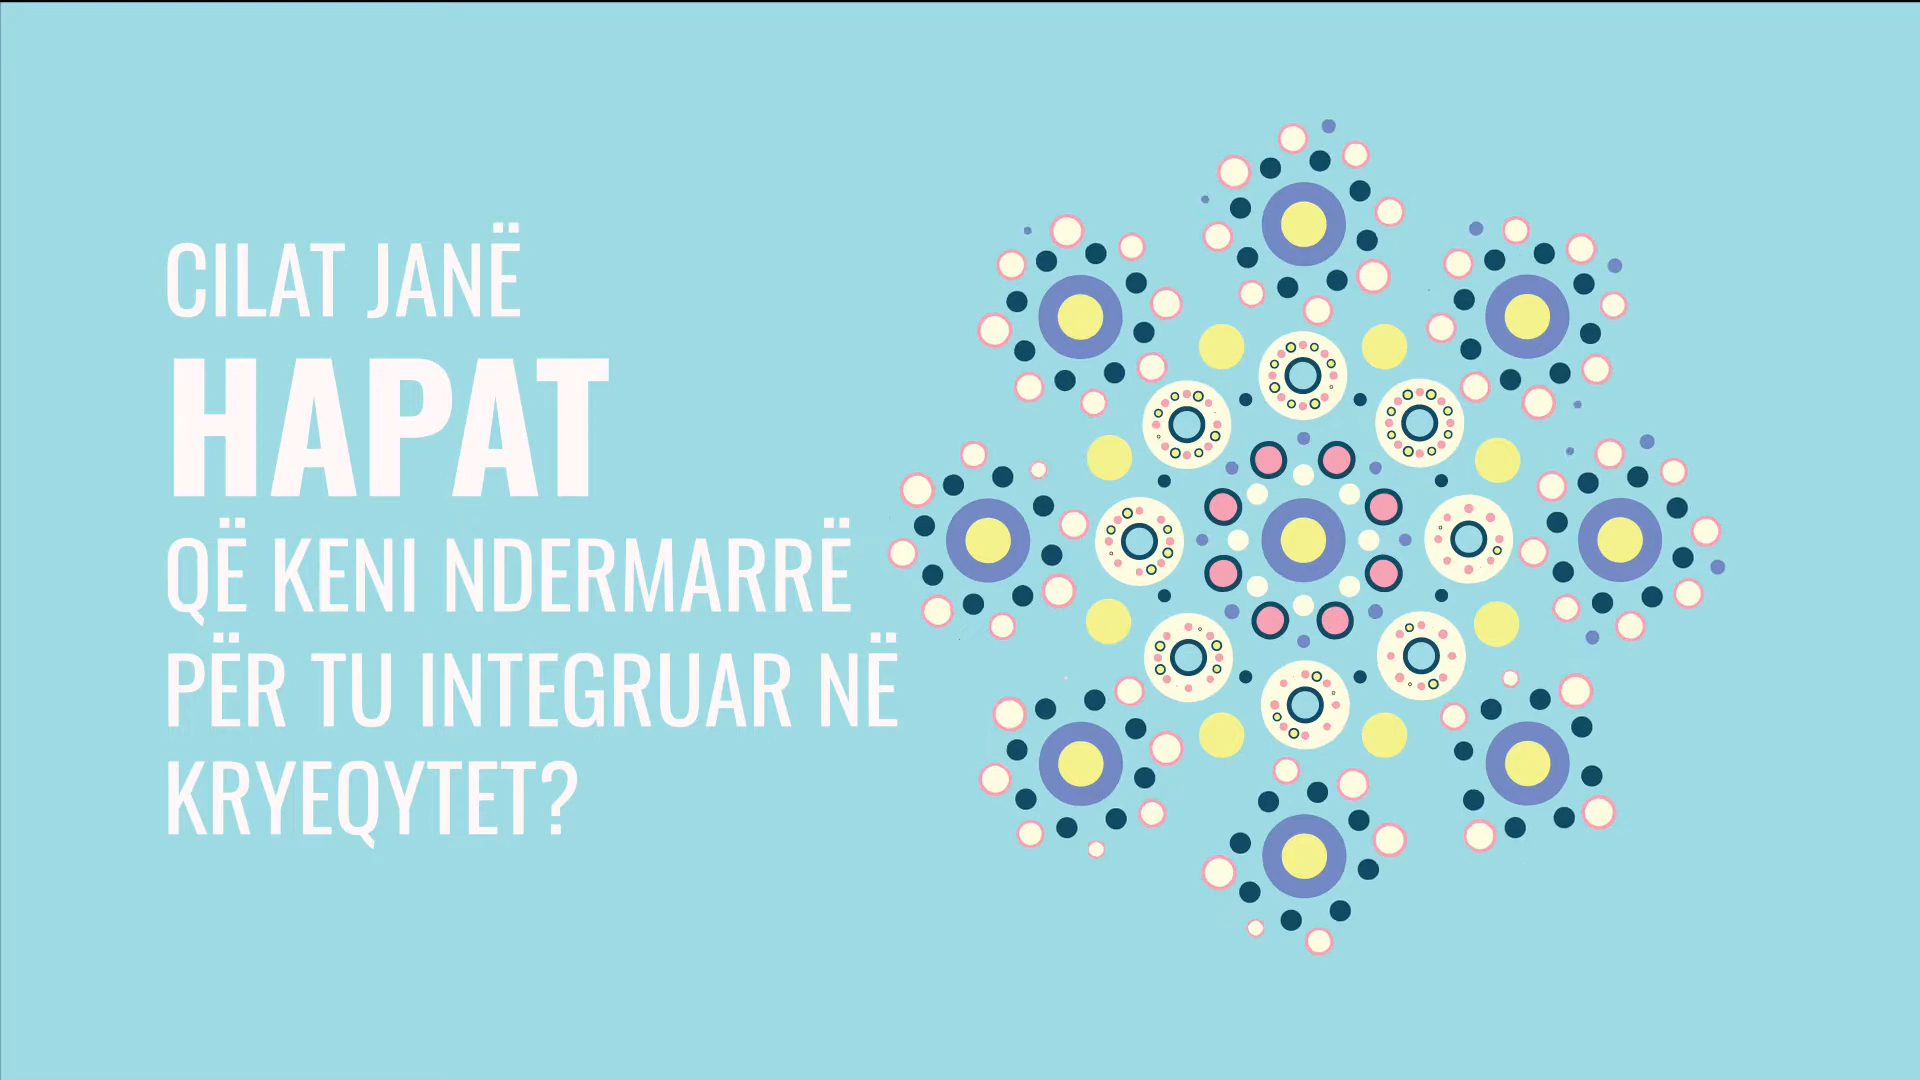 CILAT JANË
HAPAT
QË KENI NDERMARRË
PËR TU INTEGRUAR NË
KRYEQYTET?